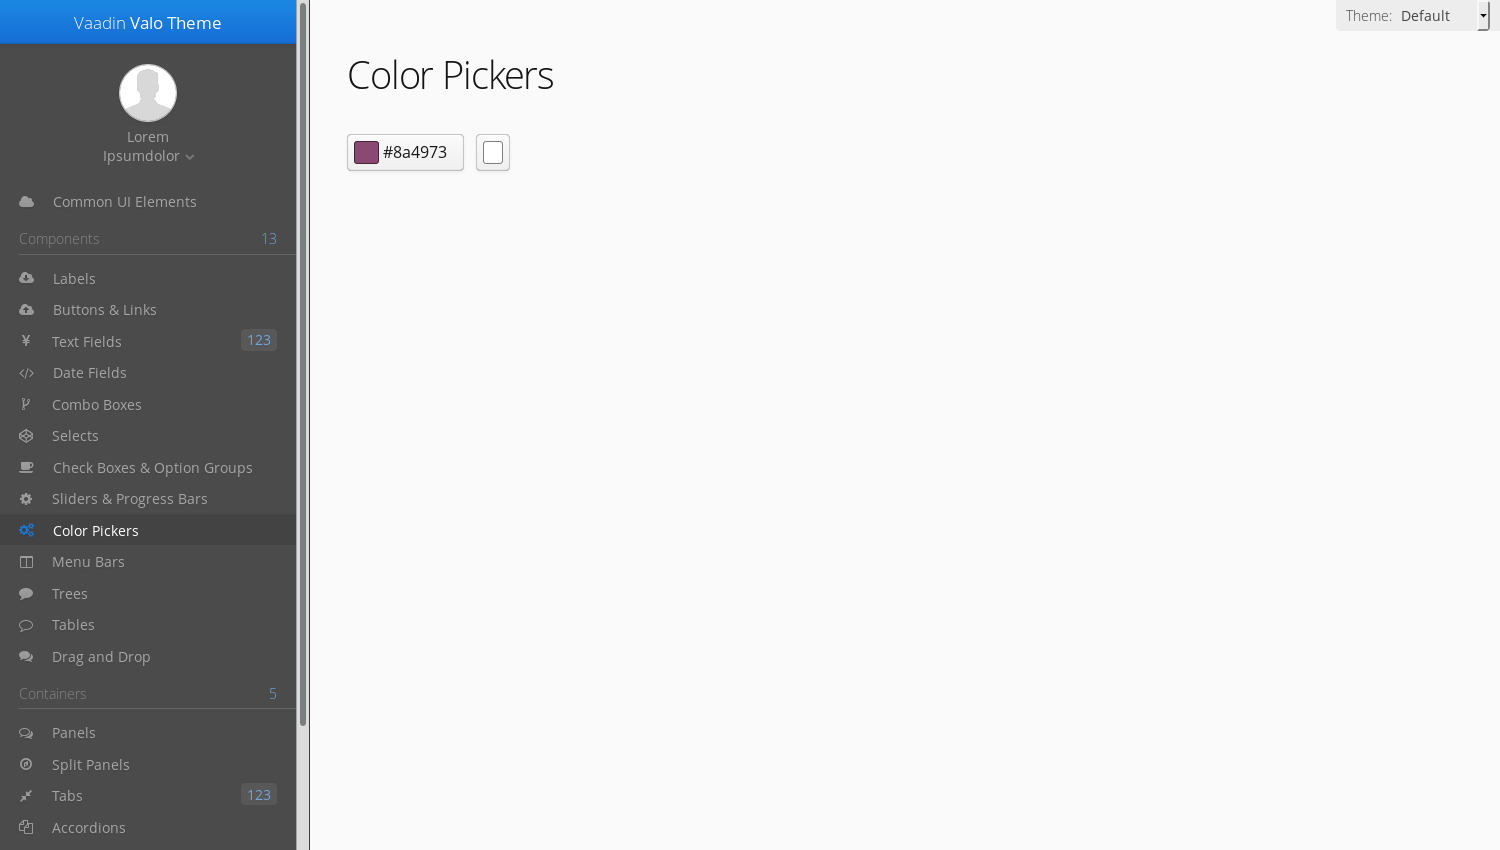 Vaadin Valo Theme
Lorem
Ipsumdolor
Common UI Elements
Components 13
Labels
Buttons & Links
Text Fields 123
Date Fields
Combo Boxes
Selects
Check Boxes & Option Groups
Sliders & Progress Bars
Color Pickers
Menu Bars
Trees
Tables
Drag and Drop
Containers 5
Panels
Split Panels
Tabs 123
Accordions
Theme: Default
Color Pickers
#8a4973